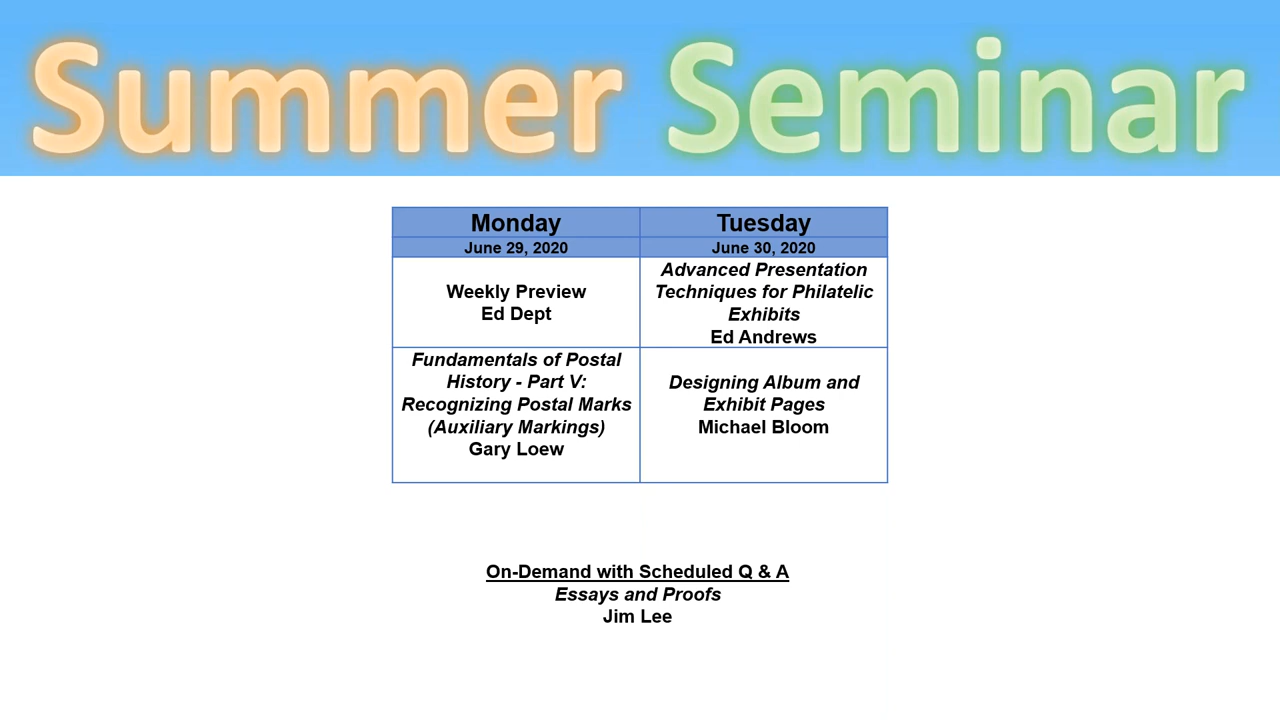 Summer Seminar
Monday
June 29, 2020
Weekly Preview
Ed Dept
Fundamentals of Postal
History - Part V:
Recognizing Postal Marks
(Auxiliary Markings)
Gary Loew
Tuesday
June 30, 2020
Advanced Presentation
Techniques for Philatelic
Exhibits
Ed Andrews
Designing Album and
Exhibit Pages
Michael Bloom
On-Demand with Scheduled Q & A
Essays and Proofs
Jim Lee